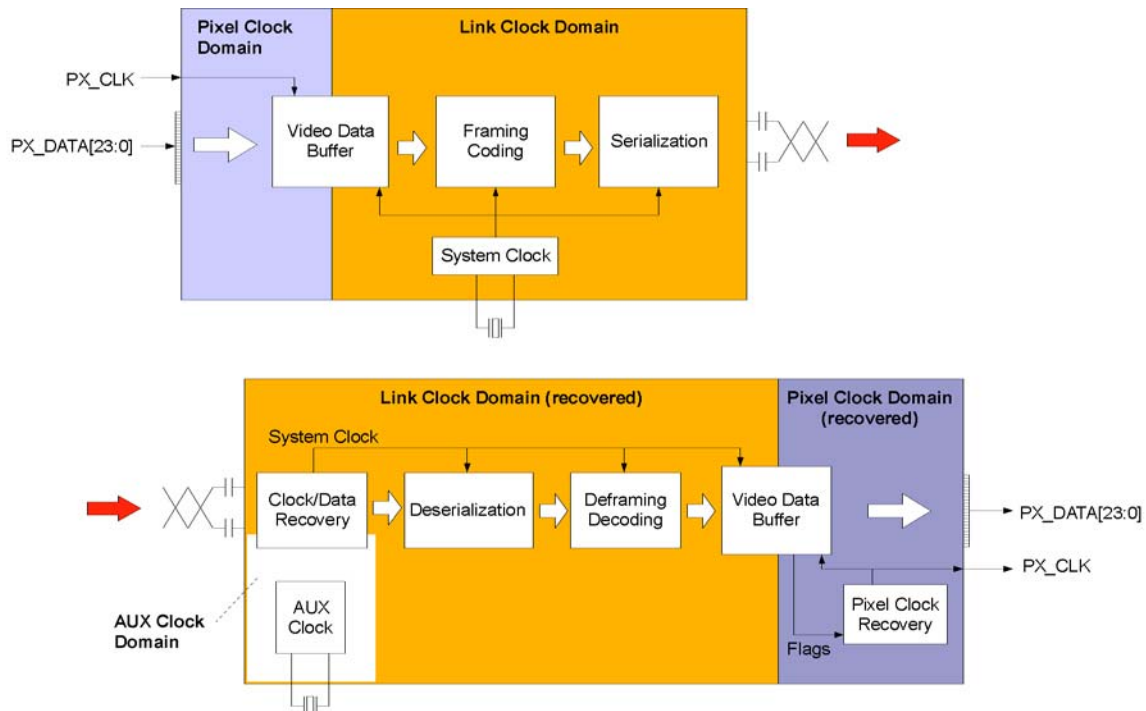 Pixel Clock
Domain
Link Clock Domain
PX_CLK
PX_DATA[23:0]
Video Data
Buffer
Framing
Coding
Serialization
System Clock
Link Clock Domain (recovered)
Pixel Clock Domain
(recovered)
System Clock
Clock/Data
Recovery
Deserialization
Deframing
Decoding
Video Data
Buffer
PX_DATA[23:0]
PX_CLK
AUX Clock
Domain
AUX
Clock
Pixel Clock
Recovery
Flags